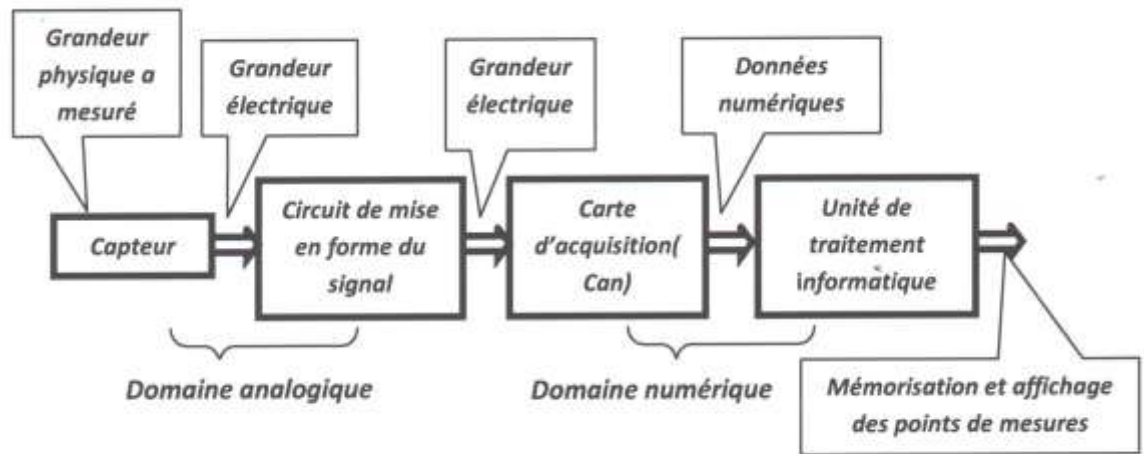 Grandeur
physique a
mesuré
Grandeur
électrique
Grandeur
électrique
Données
numériques
Capteur
Circuit de mise
en forme du
signal
Carte
d'acquisition(
Can)
Unité de
traitement
informatique
Domaine analogique
Domaine numérique
Mémorisation et affichage
des points de mesures